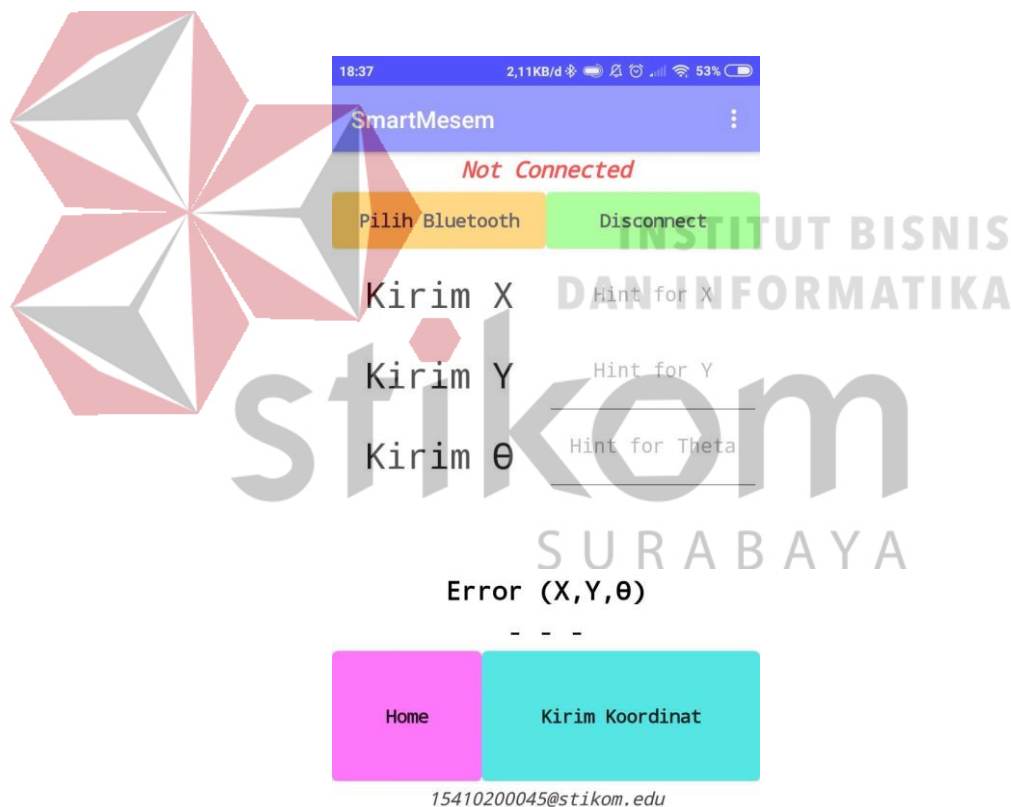 18:37 2,11KB/d 53%
SmartMesem
Not Connected
Pilih Bluetooth Disconnect
INSTITUT BISNIS
DAN INFORMATIKA
Kirim X Hint for X
Kirim Y Hint for Y
stikom
Kirim θ Hint for Theta
SURABAYA
Error (X,Y,θ)
- - -
Home Kirim Koordinat
15410200045@stikom.edu